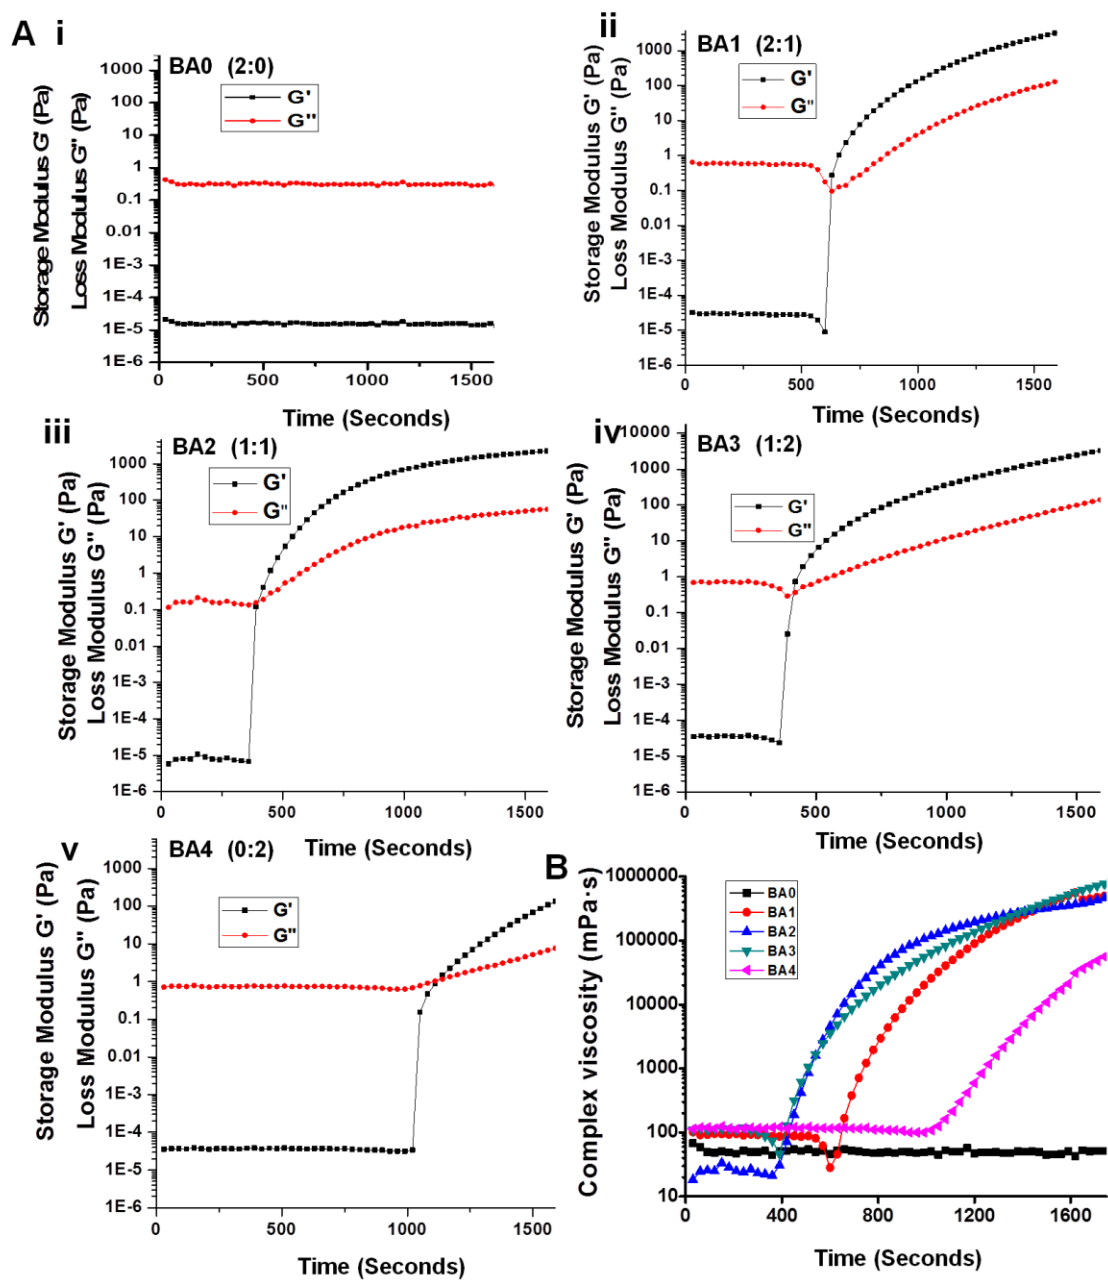 A i
BA0 (2:0)
G'
G''
Storage Modulus G' (Pa)
Loss Modulus G'' (Pa)
1000
100
10
1
0.1
0.01
1E-3
1E-4
1E-5
1E-6
0 500 1000 1500
Time (Seconds)
ii
BA1 (2:1)
G'
G"
Storage Modulus G' (Pa)
Loss Modulus G'' (Pa)
1000
100
10
1
0.1
0.01
1E-3
1E-4
1E-5
1E-6
0 500 1000 1500
Time (Seconds)
iii
BA2 (1:1)
G'
G"
Storage Modulus G' (Pa)
Loss Modulus G'' (Pa)
1000
100
10
1
0.1
0.01
1E-3
1E-4
1E-5
1E-6
0 500 1000 1500
Time (Seconds)
iv
BA3 (1:2)
G'
G"
Storage Modulus G' (Pa)
Loss Modulus G'' (Pa)
10000
1000
100
10
1
0.1
0.01
1E-3
1E-4
1E-5
1E-6
0 500 1000 1500
Time (Seconds)
v
BA4 (0:2)
G'
G"
Storage Modulus G' (Pa)
Loss Modulus G'' (Pa)
1000
100
10
1
0.1
0.01
1E-3
1E-4
1E-5
1E-6
0 500 1000 1500
Time (Seconds)
B
BA0
BA1
BA2
BA3
BA4
Complex viscosity (mPa·s)
1000000
100000
10000
1000
100
10
0 400 800 1200 1600
Time (Seconds)